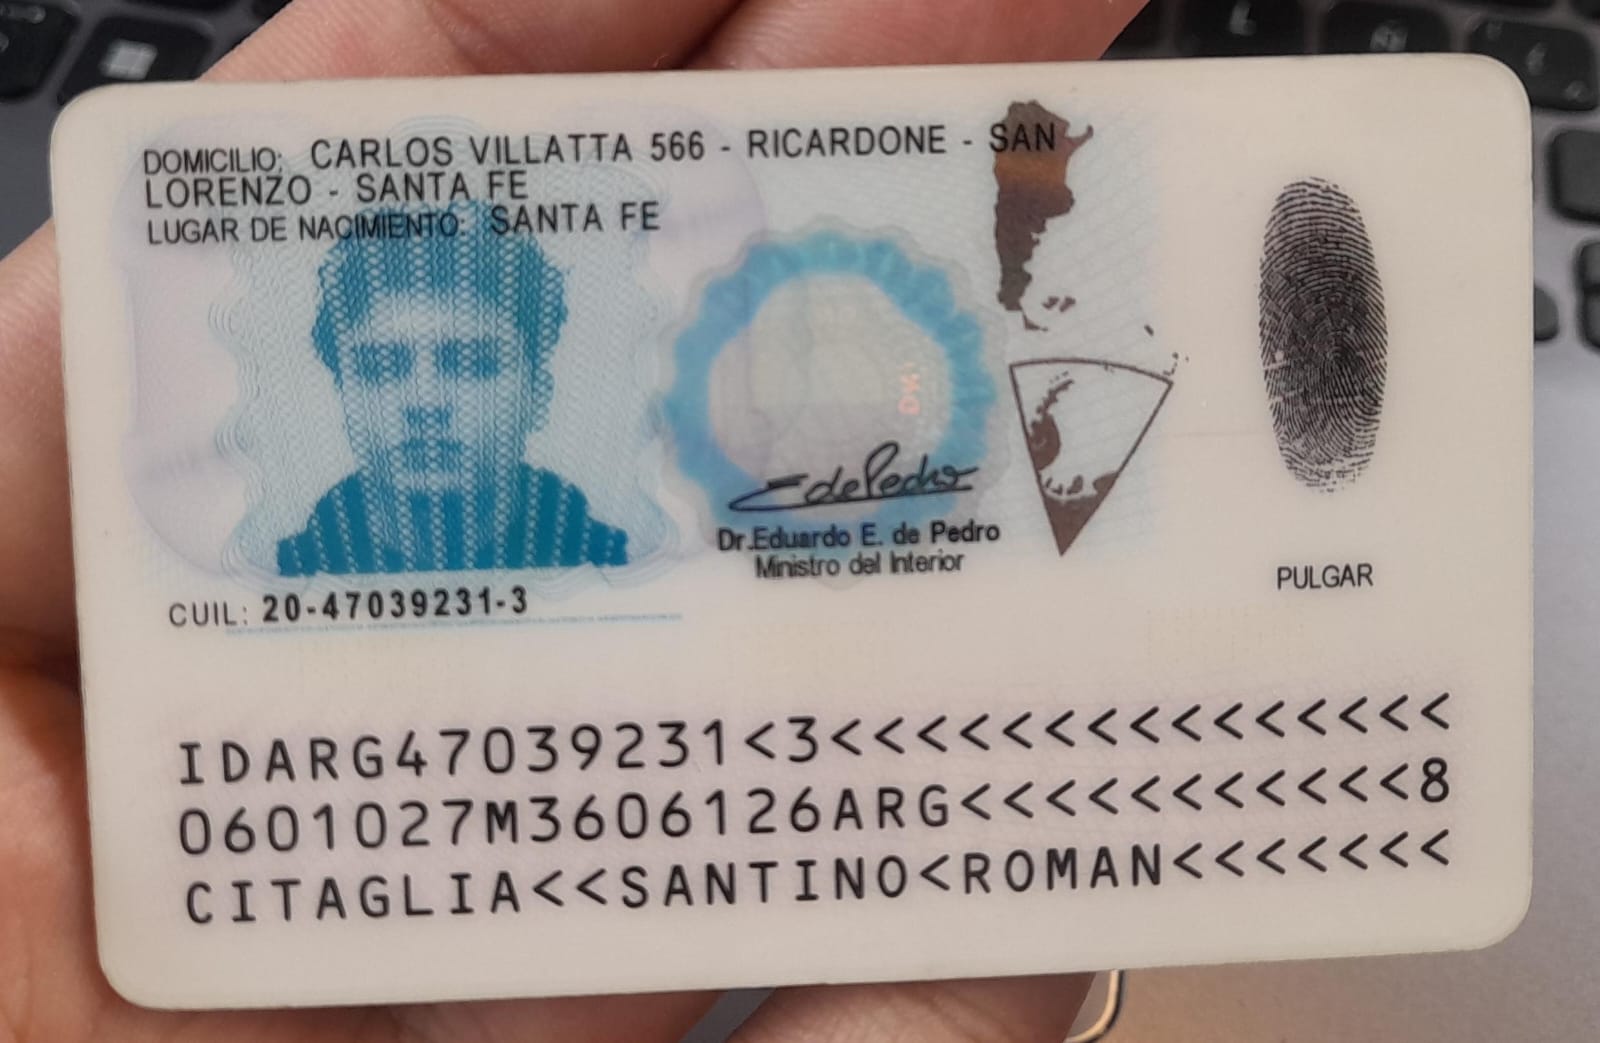 DOMICILIO: CARLOS VILLATTA 566 - RICARDONE - SAN
LORENZO - SANTA FE
LUGAR DE NACIMIENTO: SANTA FE
EdePedro
Dr.Eduardo E. de Pedro
Ministro del Interior
PULGAR
CUIL: 20-47039231-3
IDARG47039231<3<<<<<<<<<<<<<<<
0601027M3606126ARG<<<<<<<<<<<8
CITAGLIA<<SANTINO<ROMAN<<<<<<<